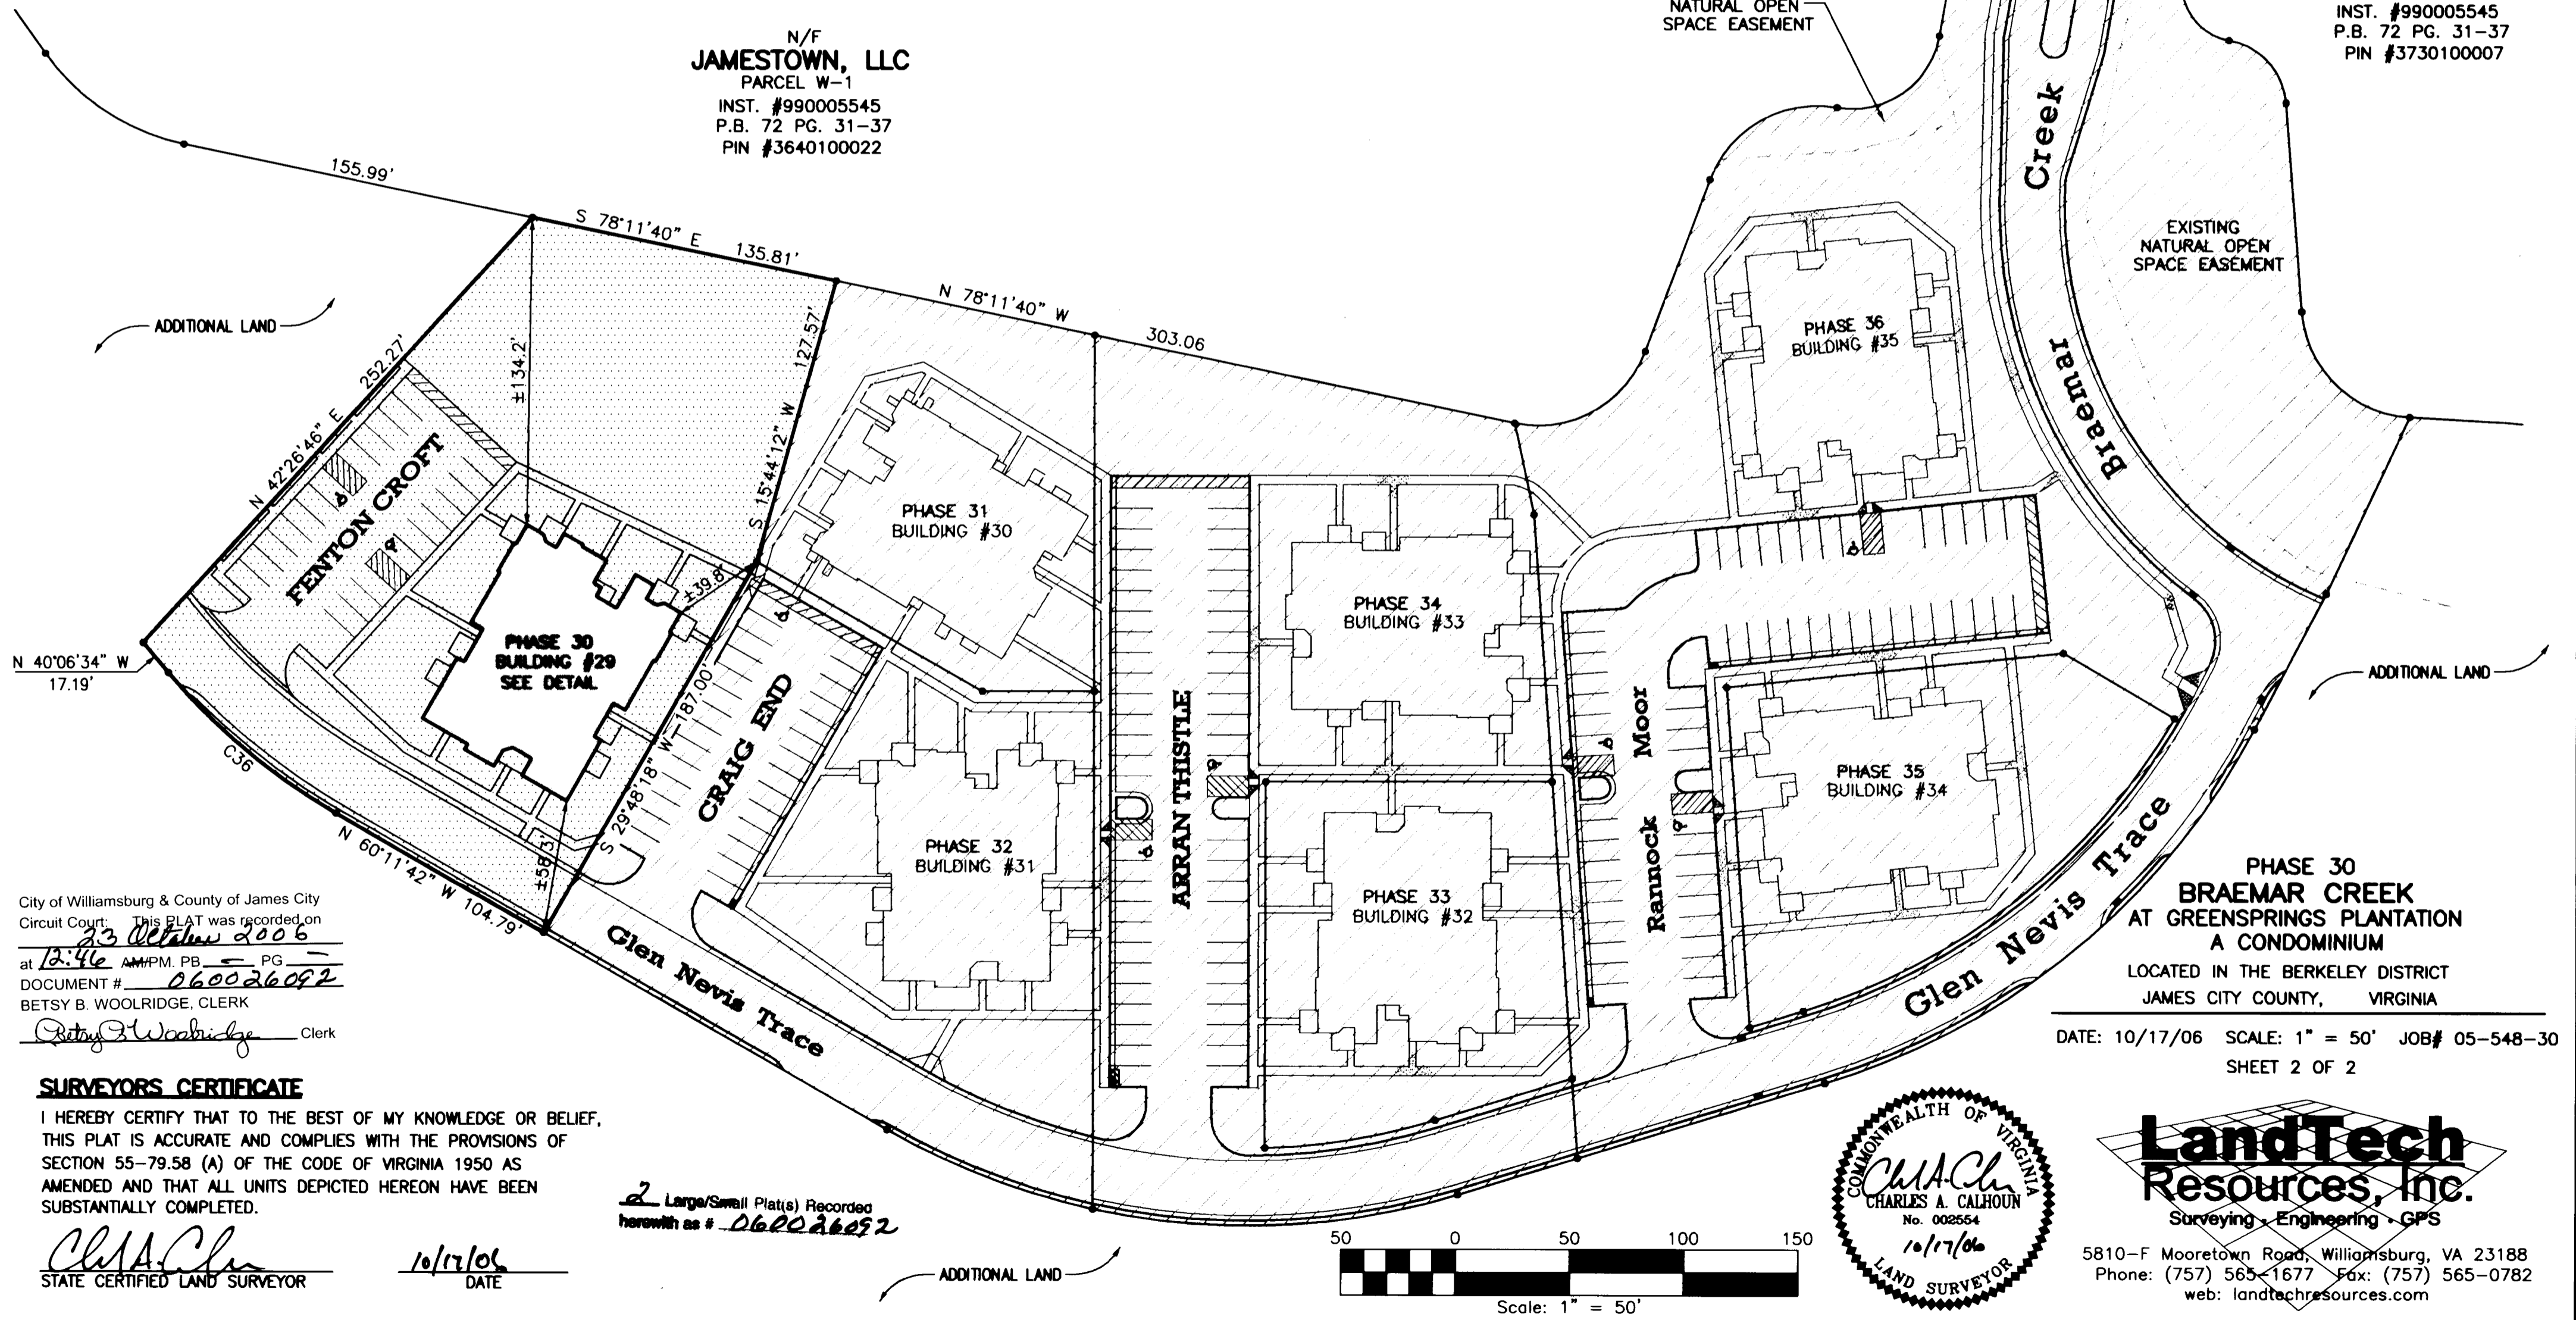 N/F
JAMESTOWN, LLC
PARCEL W-1
INST. #990005545
P.B. 72 PG. 31-37
PIN #3640100022
NATURAL OPEN
SPACE EASEMENT
INST. #990005545
P.B. 72 PG. 31-37
PIN #3730100007
155.99'
S 78°11'40" E
135.81'
N 78°11'40" W
303.06
ADDITIONAL LAND
252.27'
N 42°26'46" E
±134.2'
127.57'
S 15°44'12" W
FENTON CROFT
±39.8'
PHASE 30
BUILDING #29
SEE DETAIL
N 40°06'34" W
17.19'
C36
N 60°11'42" W 104.79'
±58.3'
S 29°48'18" W-187.00'
CRAIG END
PHASE 31
BUILDING #30
PHASE 32
BUILDING #31
ARRAN THISTLE
PHASE 34
BUILDING #33
PHASE 33
BUILDING #32
Rannock Moor
PHASE 36
BUILDING #35
PHASE 35
BUILDING #34
Braemar Creek
EXISTING
NATURAL OPEN
SPACE EASEMENT
ADDITIONAL LAND
Glen Nevis Trace
Glen Nevis Trace
ADDITIONAL LAND
City of Williamsburg & County of James City
Circuit Court: This PLAT was recorded on
23 October 2006
at 12:46 AM/PM. PB - PG -
DOCUMENT # 060026092
BETSY B. WOOLRIDGE, CLERK
Betsy B Woolridge Clerk
SURVEYORS CERTIFICATE
I HEREBY CERTIFY THAT TO THE BEST OF MY KNOWLEDGE OR BELIEF,
THIS PLAT IS ACCURATE AND COMPLIES WITH THE PROVISIONS OF
SECTION 55-79.58 (A) OF THE CODE OF VIRGINIA 1950 AS
AMENDED AND THAT ALL UNITS DEPICTED HEREON HAVE BEEN
SUBSTANTIALLY COMPLETED.
10/17/06
STATE CERTIFIED LAND SURVEYOR DATE
2 Large/Small Plat(s) Recorded
herewith as # 060026092
50 0 50 100 150
Scale: 1" = 50'
COMMONWEALTH OF VIRGINIA
CHARLES A. CALHOUN
No. 002554
10/17/06
LAND SURVEYOR
PHASE 30
BRAEMAR CREEK
AT GREENSPRINGS PLANTATION
A CONDOMINIUM
LOCATED IN THE BERKELEY DISTRICT
JAMES CITY COUNTY, VIRGINIA
DATE: 10/17/06 SCALE: 1" = 50' JOB# 05-548-30
SHEET 2 OF 2
LandTech
Resources, Inc.
Surveying • Engineering • GPS
5810-F Mooretown Road, Williamsburg, VA 23188
Phone: (757) 565-1677 Fax: (757) 565-0782
web: landtechresources.com